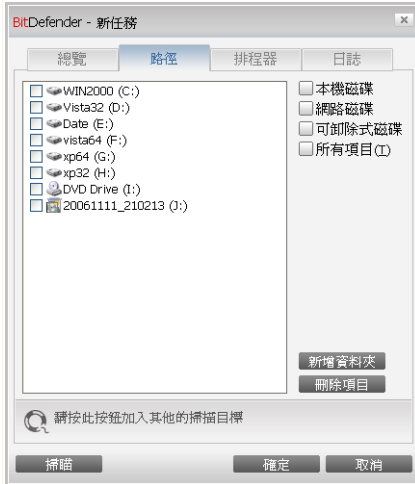 BitDefender - 新任務
總覽 路徑 排程器 日誌
WIN2000 (C:)
Vista32 (D:)
Date (E:)
vista64 (F:)
xp64 (G:)
xp32 (H:)
DVD Drive (I:)
20061111_210213 (J:)
本機磁碟
網路磁碟
可卸除式磁碟
所有項目(T)
新增資料夾
刪除項目
請按此按鈕加入其他的掃描目標
掃瞄 確定 取消